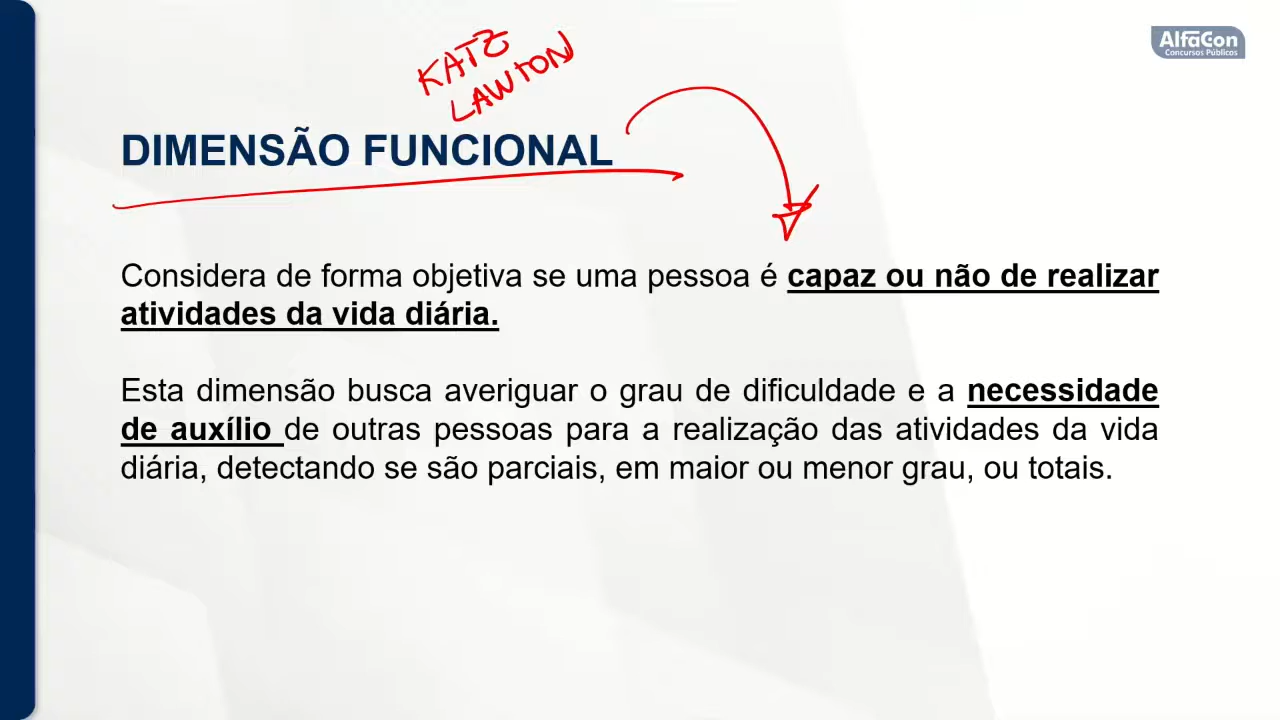 AlfaCon
Concursos Públicos
KATZ
LAWTON
DIMENSÃO FUNCIONAL
Considera de forma objetiva se uma pessoa é capaz ou não de realizar
atividades da vida diária.
Esta dimensão busca averiguar o grau de dificuldade e a necessidade
de auxílio de outras pessoas para a realização das atividades da vida
diária, detectando se são parciais, em maior ou menor grau, ou totais.